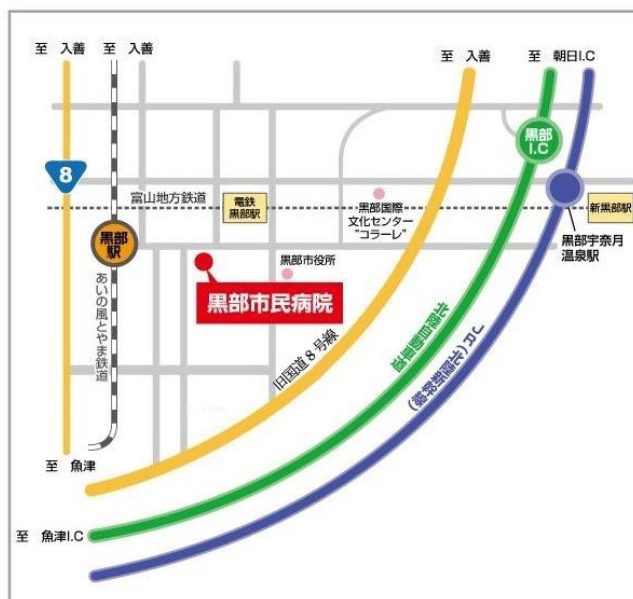 至 入善
至 入善
至 入善
至 朝日I.C
黒部
I.C
8
富山地方鉄道
電鉄
黒部駅
黒部国際
文化センター
"コラーレ"
新黒部駅
黒部
駅
黒部宇奈月
温泉駅
黒部市役所
黒部市民病院
あいの風とやま鉄道
旧国道8号線
北陸自動車道
JR(北陸新幹線)
至 魚津
至 魚津I.C